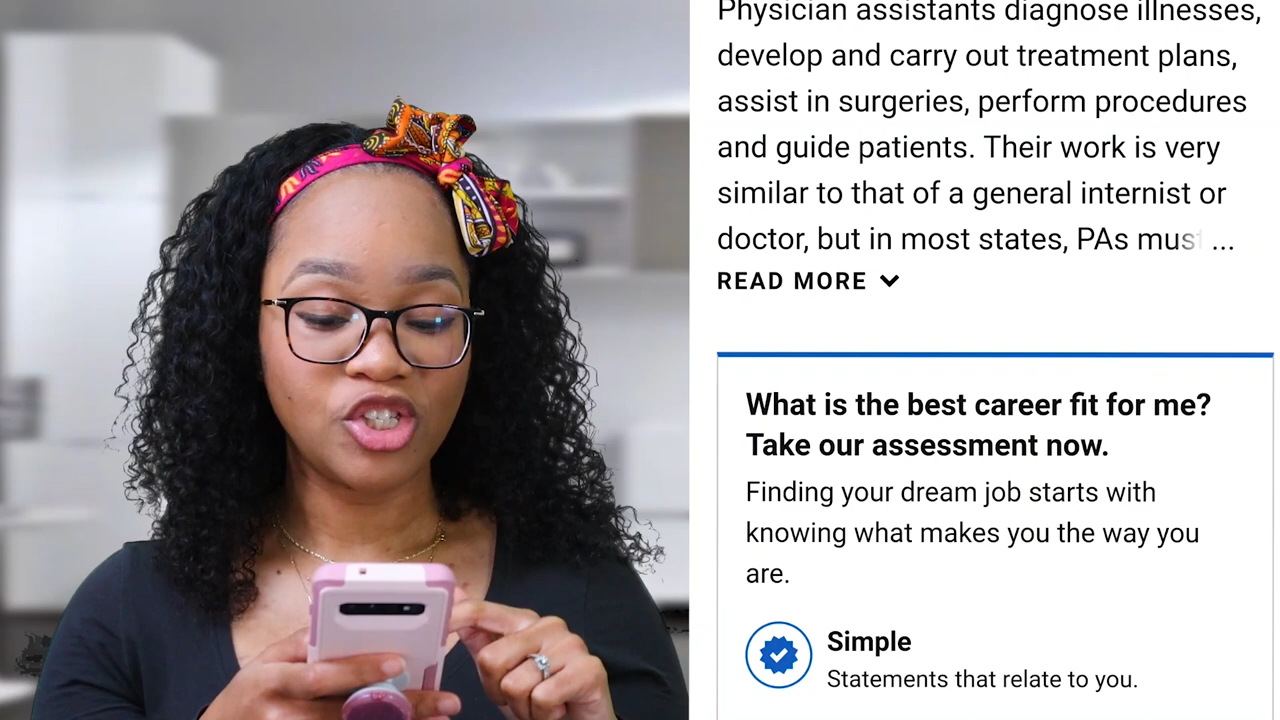 Physician assistants diagnose illnesses,
develop and carry out treatment plans,
assist in surgeries, perform procedures
and guide patients. Their work is very
similar to that of a general internist or
doctor, but in most states, PAs must ...
READ MORE
What is the best career fit for me?
Take our assessment now.
Finding your dream job starts with
knowing what makes you the way you
are.
Simple
Statements that relate to you.